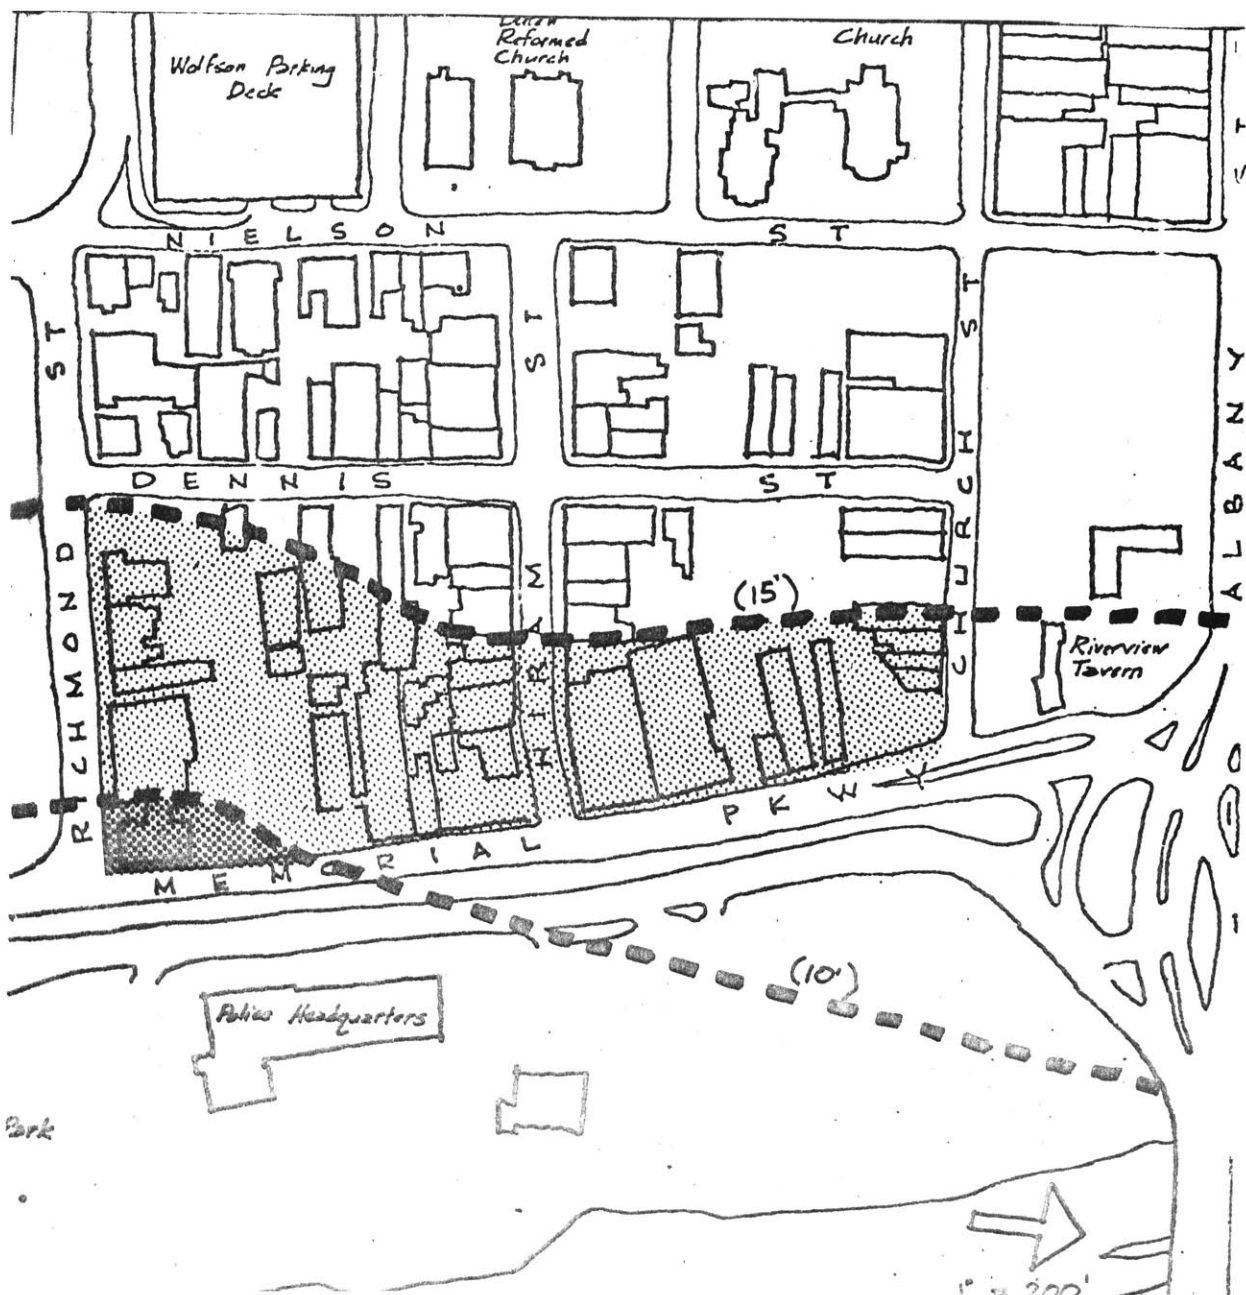 Wolfson Parking
Deck
Reformed
Church
Church
NIELSON ST
ST
ST
CHURCH ST
ALBANY
DENNIS ST
RICHMOND
HIRAM
(15')
Riverview
Tavern
MEMORIAL PKWY
(10')
Police Headquarters
Park